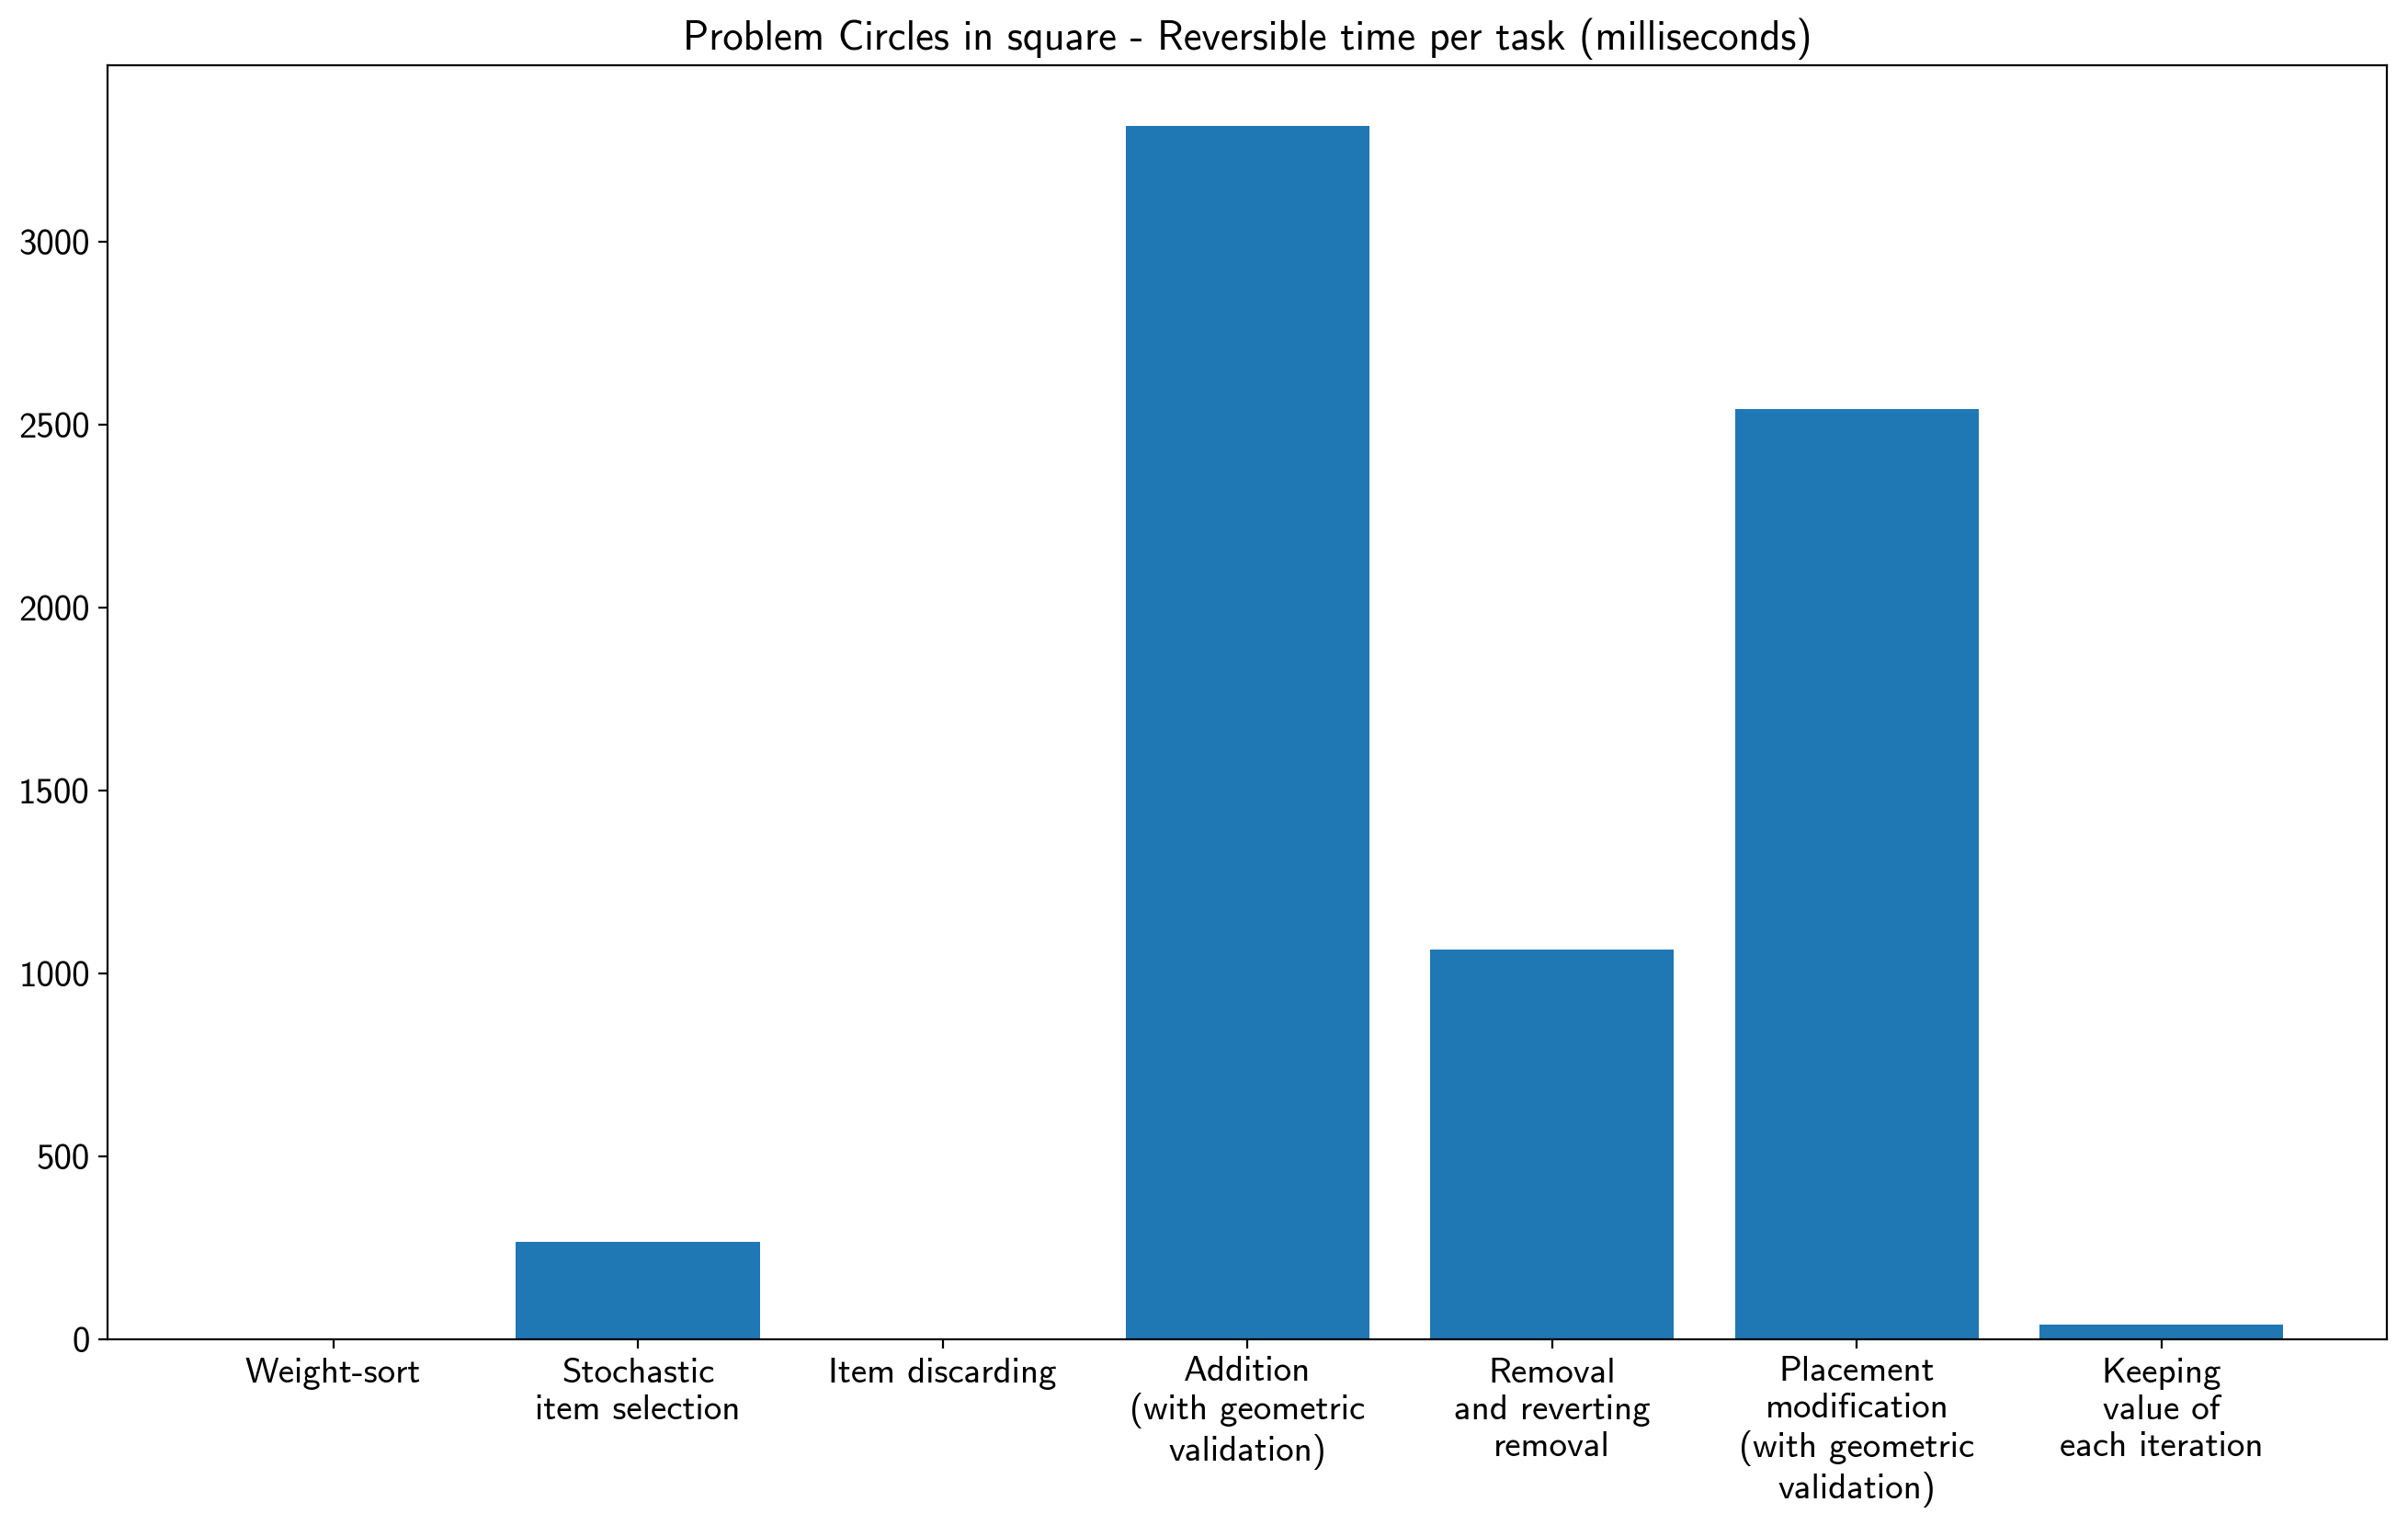 Problem Circles in square - Reversible time per task (milliseconds)
3000
2500
2000
1500
1000
500
0
Weight-sort
Stochastic
item selection
Item discarding
Addition
(with geometric
validation)
Removal
and reverting
removal
Placement
modification
(with geometric
validation)
Keeping
value of
each iteration